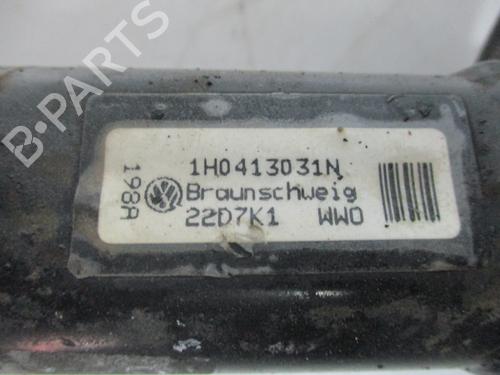 B-PARTS
1H0413031N
198A
Braunschweig
22D7K1 WWO